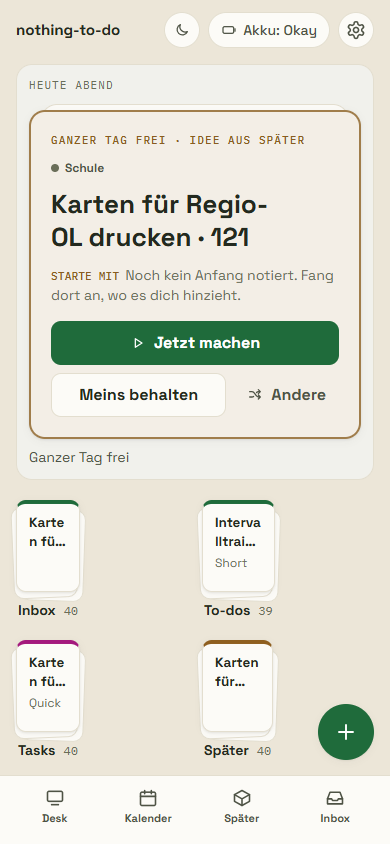 nothing-to-do
Akku: Okay
HEUTE ABEND
GANZER TAG FREI · IDEE AUS SPÄTER
Schule
Karten für Regio-
OL drucken · 121
STARTE MIT Noch kein Anfang notiert. Fang
dort an, wo es dich hinzieht.
Jetzt machen
Meins behalten
Andere
Ganzer Tag frei
Karte
n fü...
Inbox 40
Interva
lltrai...
Short
To-dos 39
Karte
n fü...
Quick
Tasks 40
Karten
für...
Später 40
Desk
Kalender
Später
Inbox